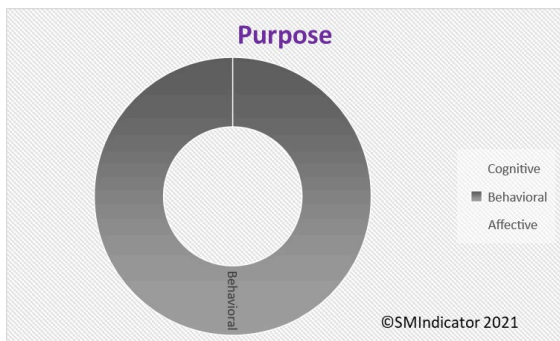 Purpose
Cognitive
Behavioral
Affective
Behavioral
©SMIndicator 2021